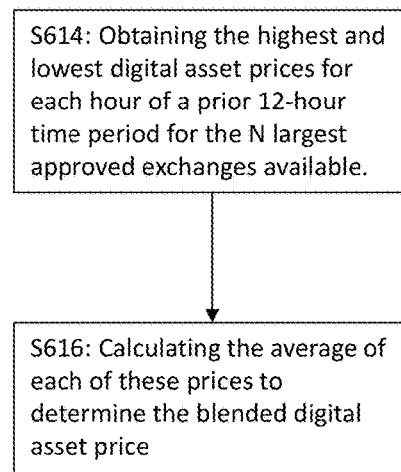 S614: Obtaining the highest and
lowest digital asset prices for
each hour of a prior 12-hour
time period for the N largest
approved exchanges available.
S616: Calculating the average of
each of these prices to
determine the blended digital
asset price